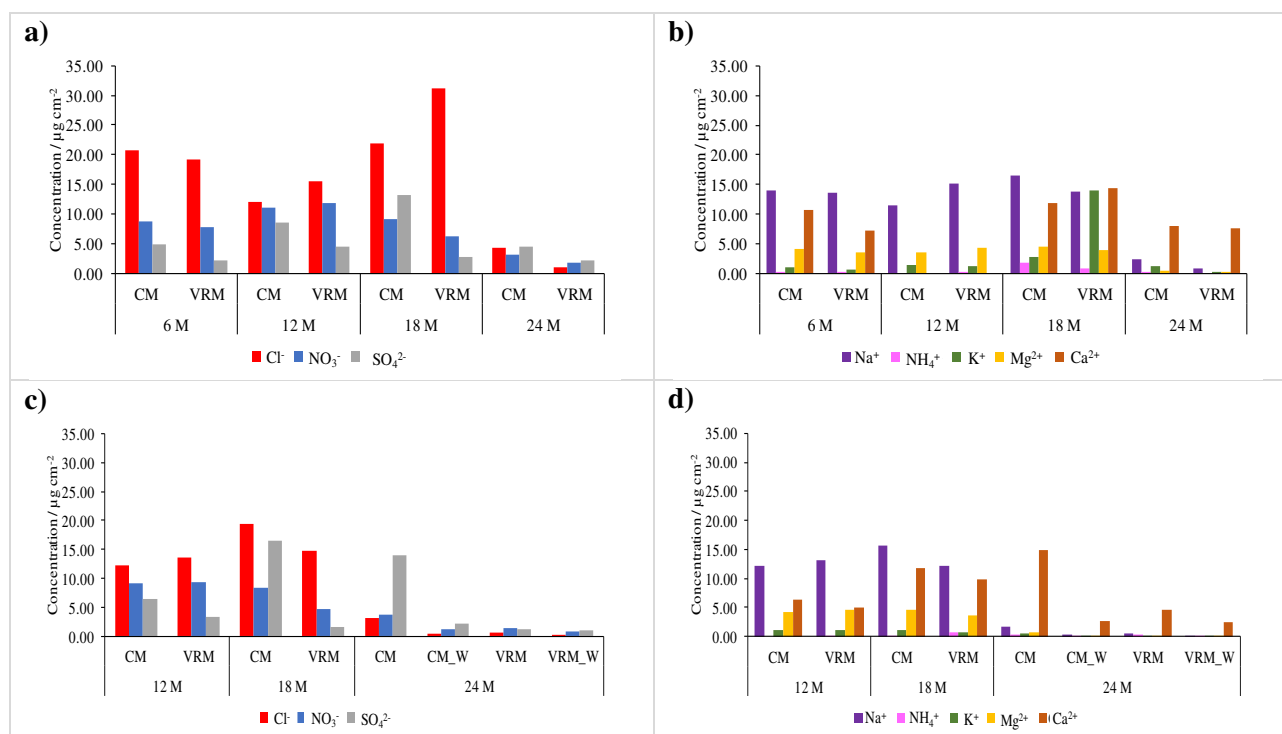 a)
Concentration / µg cm⁻²
35.00
30.00
25.00
20.00
15.00
10.00
5.00
0.00
CM VRM CM VRM CM VRM CM VRM
6 M 12 M 18 M 24 M
Cl⁻ NO₃⁻ SO₄²⁻
b)
Concentration / µg cm⁻²
35.00
30.00
25.00
20.00
15.00
10.00
5.00
0.00
CM VRM CM VRM CM VRM CM VRM
6 M 12 M 18 M 24 M
Na⁺ NH₄⁺ K⁺ Mg²⁺ Ca²⁺
c)
Concentration / µg cm⁻²
35.00
30.00
25.00
20.00
15.00
10.00
5.00
0.00
CM VRM CM VRM CM CM_W VRM VRM_W
12 M 18 M 24 M
Cl⁻ NO₃⁻ SO₄²⁻
d)
Concentration / µg cm⁻²
35.00
30.00
25.00
20.00
15.00
10.00
5.00
0.00
CM VRM CM VRM CM CM_W VRM VRM_W
12 M 18 M 24 M
Na⁺ NH₄⁺ K⁺ Mg²⁺ Ca²⁺